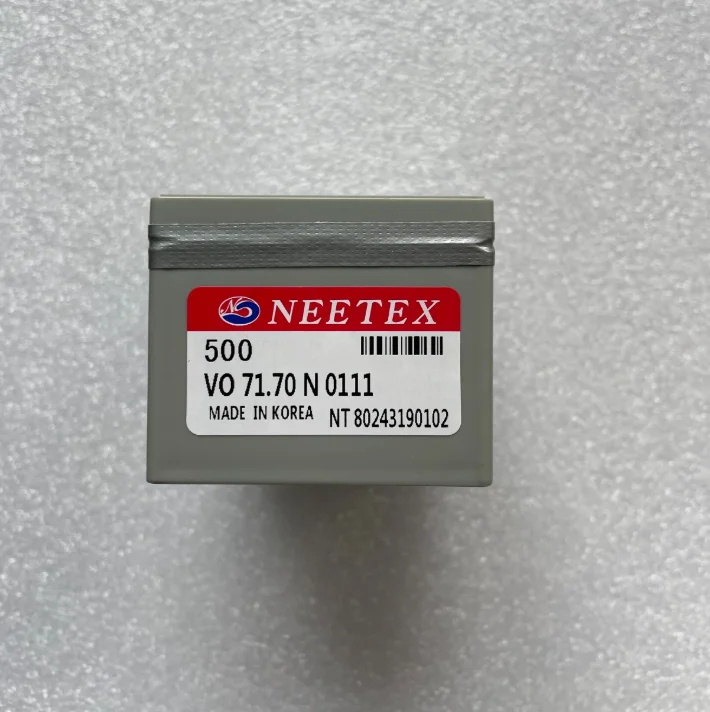 NEETEX
500
VO 71.70 N 0111
MADE IN KOREA NT 80243190102